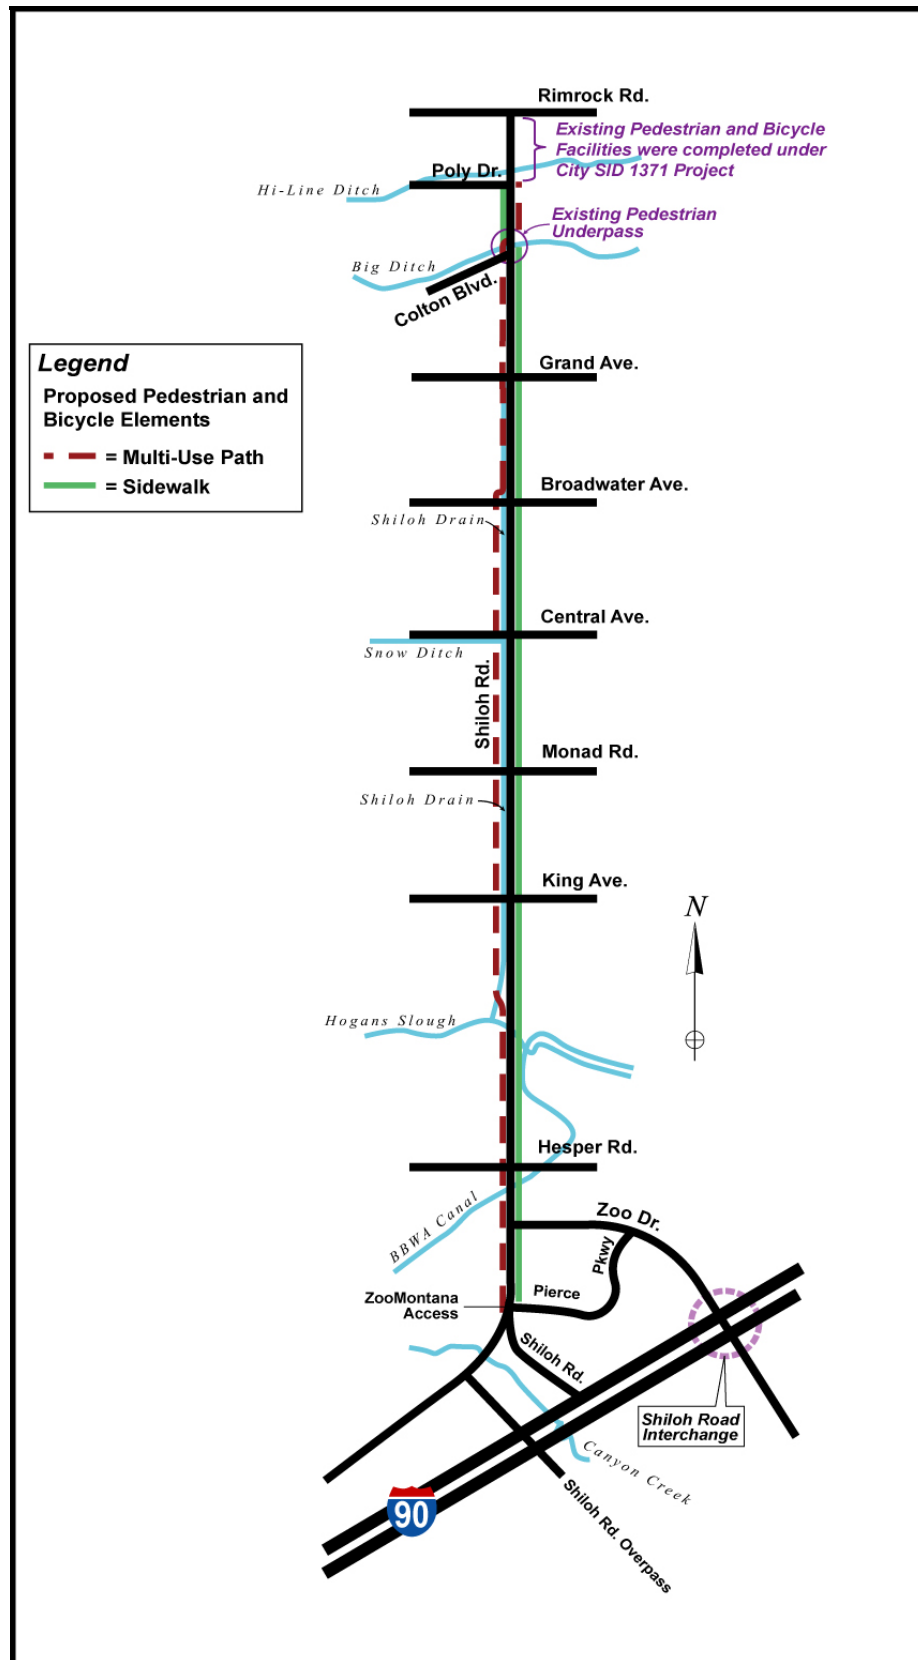 Rimrock Rd.
Existing Pedestrian and Bicycle
Facilities were completed under
City SID 1371 Project
Poly Dr.
Hi-Line Ditch
Existing Pedestrian
Underpass
Big Ditch
Colton Blvd.
Grand Ave.
Legend
Proposed Pedestrian and
Bicycle Elements
= Multi-Use Path
= Sidewalk
Broadwater Ave.
Shiloh Drain
Central Ave.
Snow Ditch
Shiloh Rd.
Monad Rd.
Shiloh Drain
King Ave.
N
Hogans Slough
Hesper Rd.
BBWA Canal
Zoo Dr.
Pkwy
Pierce
ZooMontana
Access
Shiloh Rd.
Shiloh Road
Interchange
Canyon Creek
90
Shiloh Rd. Overpass